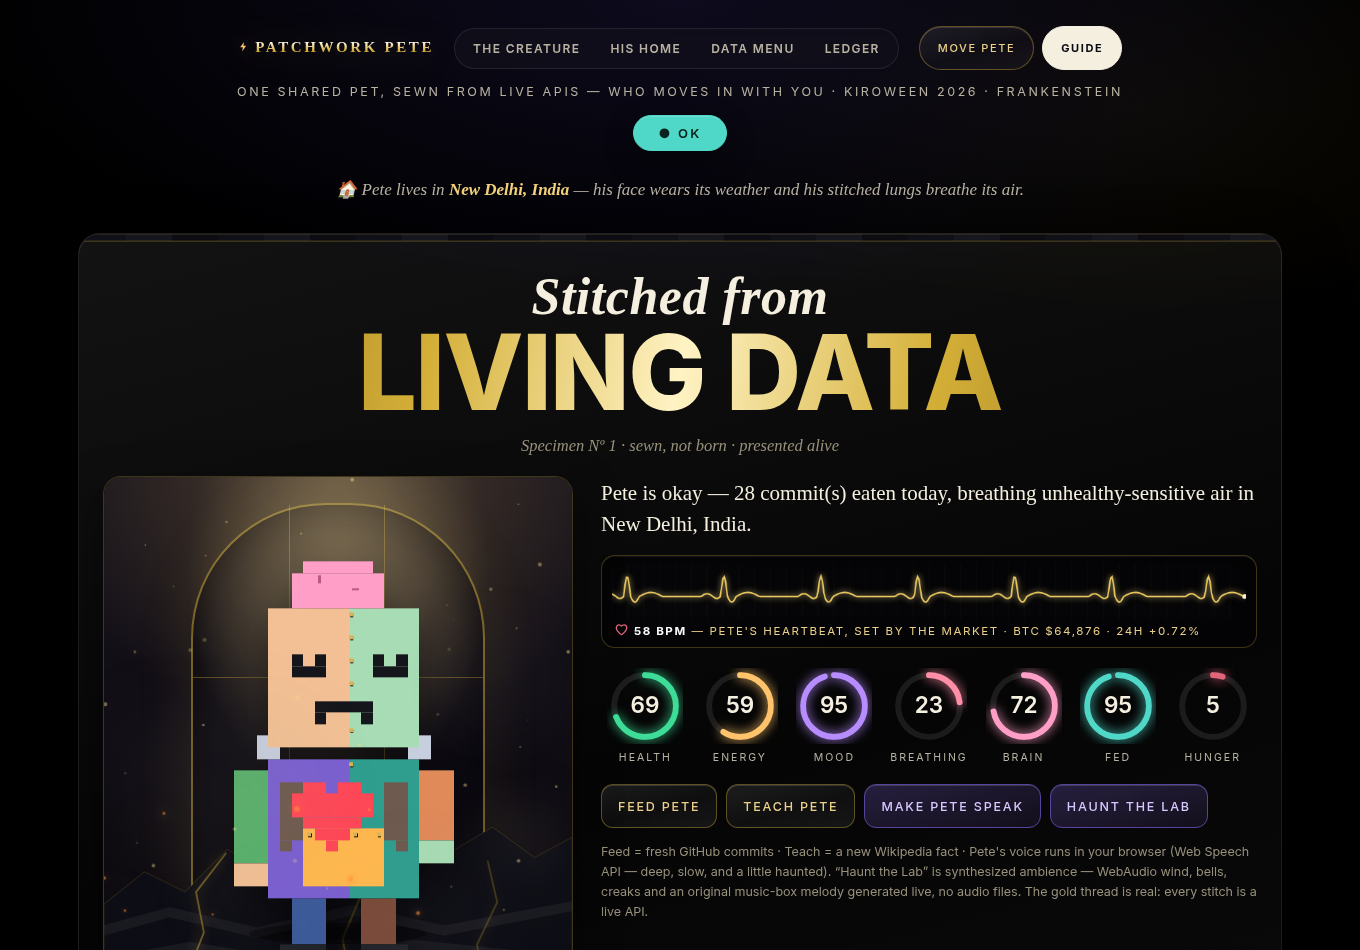 PATCHWORK PETE
THE CREATURE
HIS HOME
DATA MENU
LEDGER
MOVE PETE
GUIDE
ONE SHARED PET, SEWN FROM LIVE APIS — WHO MOVES IN WITH YOU · KIROWEEN 2026 · FRANKENSTEIN
OK
Pete lives in New Delhi, India — his face wears its weather and his stitched lungs breathe its air.
Stitched from
LIVING DATA
Specimen Nº 1 · sewn, not born · presented alive
Pete is okay — 28 commit(s) eaten today, breathing unhealthy-sensitive air in
New Delhi, India.
58 BPM — PETE'S HEARTBEAT, SET BY THE MARKET · BTC $64,876 · 24H +0.72%
69
59
95
23
72
95
5
HEALTH
ENERGY
MOOD
BREATHING
BRAIN
FED
HUNGER
FEED PETE
TEACH PETE
MAKE PETE SPEAK
HAUNT THE LAB
Feed = fresh GitHub commits · Teach = a new Wikipedia fact · Pete's voice runs in your browser (Web Speech
API — deep, slow, and a little haunted). “Haunt the Lab” is synthesized ambience — WebAudio wind, bells,
creaks and an original music-box melody generated live, no audio files. The gold thread is real: every stitch is a
live API.